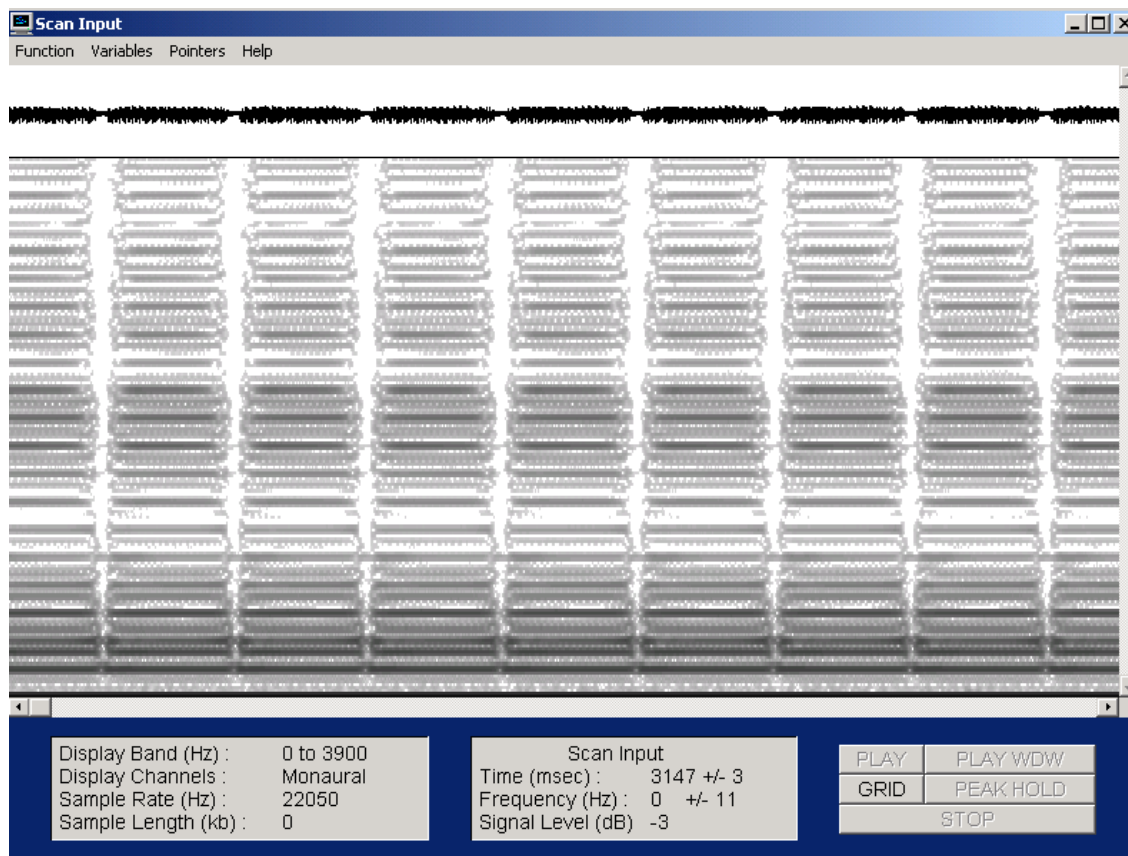 Scan Input
Function Variables Pointers Help
Display Band (Hz) : 0 to 3900
Display Channels : Monaural
Sample Rate (Hz) : 22050
Sample Length (kb) : 0
Scan Input
Time (msec) : 3147 +/- 3
Frequency (Hz) : 0 +/- 11
Signal Level (dB) -3
PLAY PLAY WDW
GRID PEAK HOLD
STOP